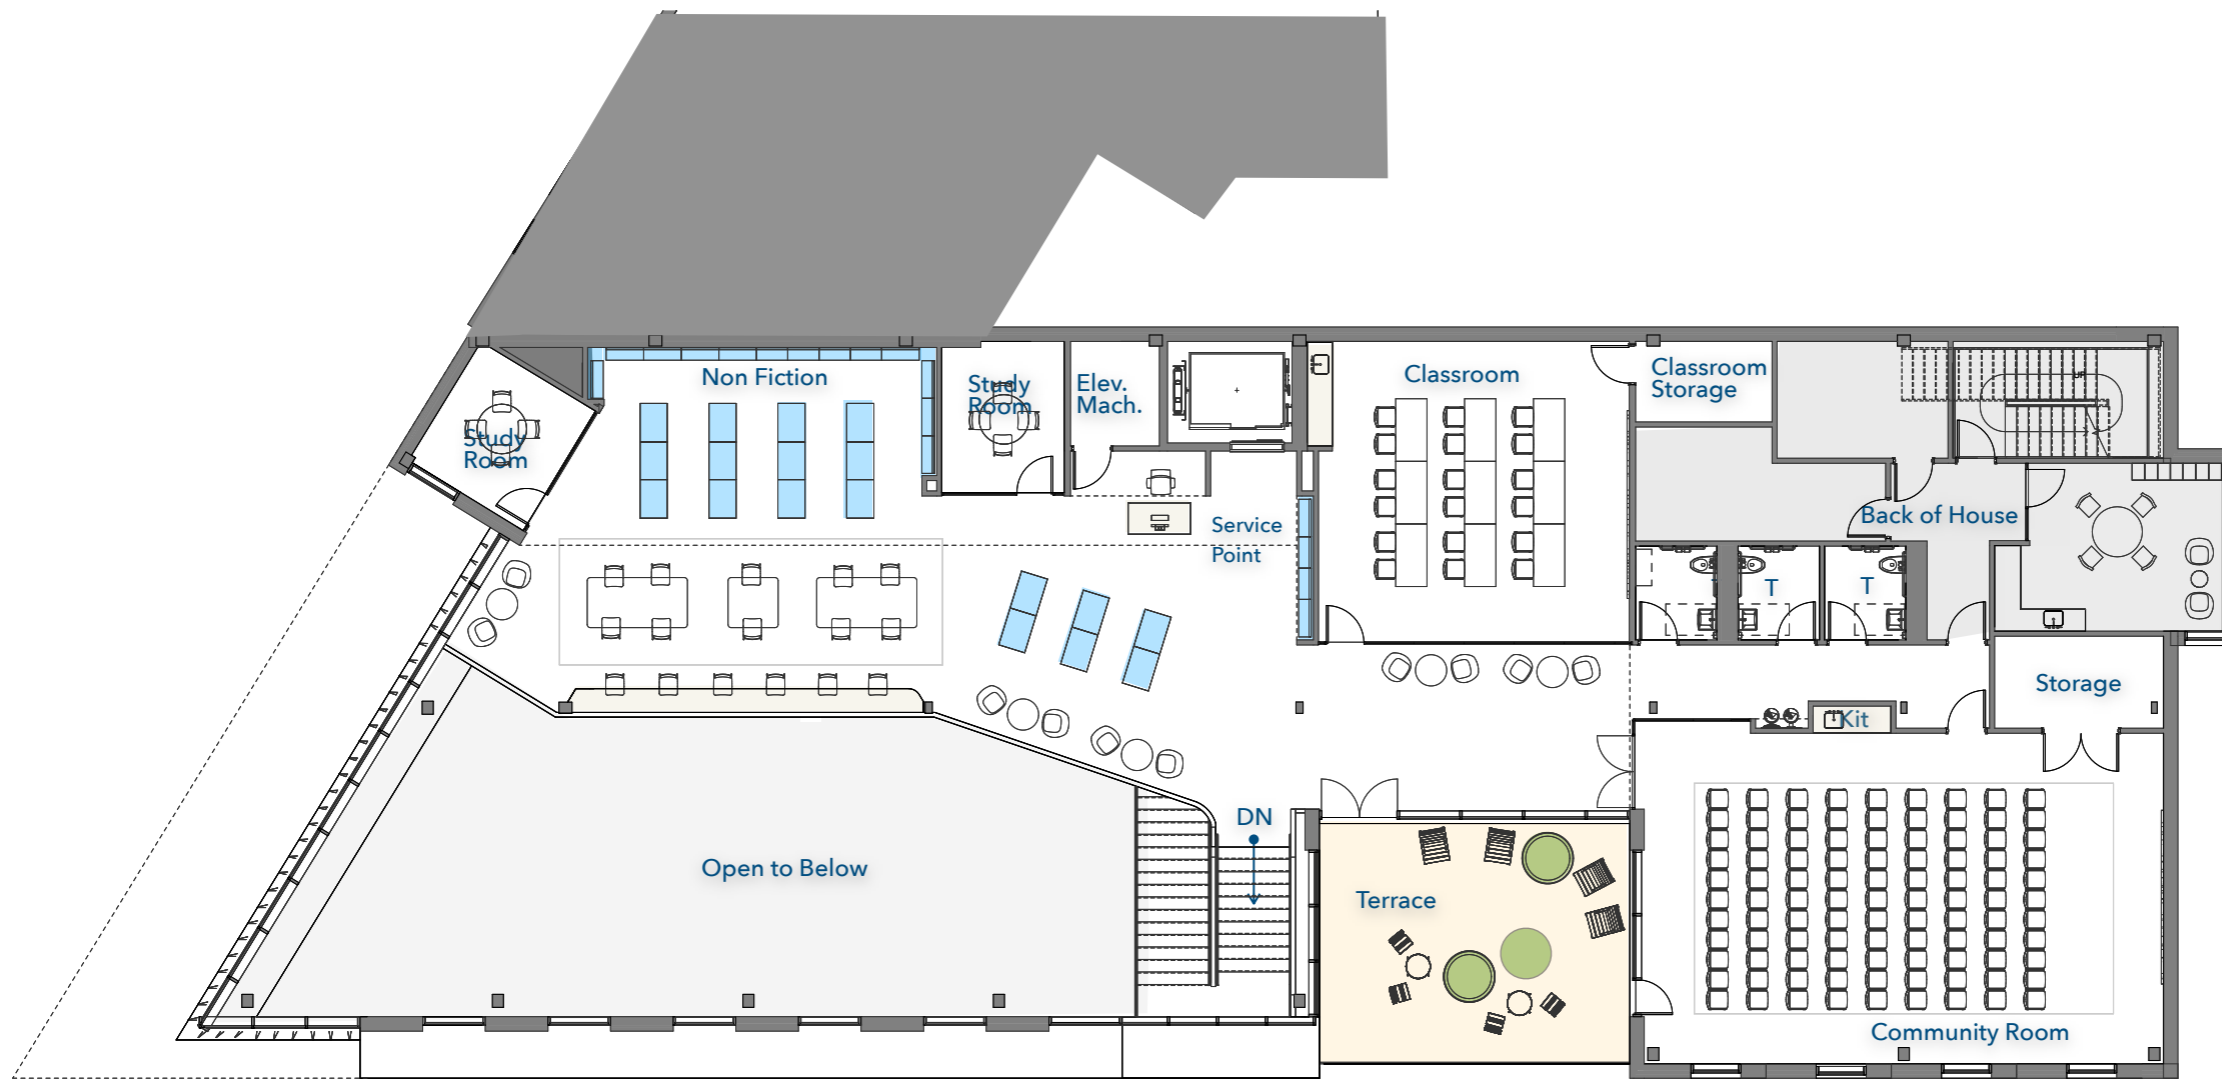 Non Fiction
Study
Room
Elev.
Mach.
Classroom
Classroom
Storage
UP
Study
Room
Service
Point
Back of House
T
T
Storage
Kit
DN
Open to Below
Terrace
Community Room